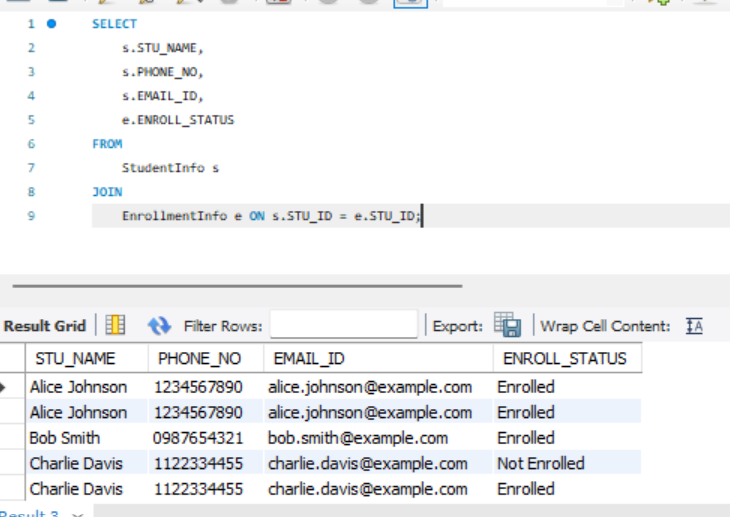 1 SELECT
2 s.STU_NAME,
3 s.PHONE_NO,
4 s.EMAIL_ID,
5 e.ENROLL_STATUS
6 FROM
7 StudentInfo s
8 JOIN
9 EnrollmentInfo e ON s.STU_ID = e.STU_ID;
Result Grid Filter Rows: Export: Wrap Cell Content: IA
STU_NAME PHONE_NO EMAIL_ID ENROLL_STATUS
Alice Johnson 1234567890 alice.johnson@example.com Enrolled
Alice Johnson 1234567890 alice.johnson@example.com Enrolled
Bob Smith 0987654321 bob.smith@example.com Enrolled
Charlie Davis 1122334455 charlie.davis@example.com Not Enrolled
Charlie Davis 1122334455 charlie.davis@example.com Enrolled
Result 3